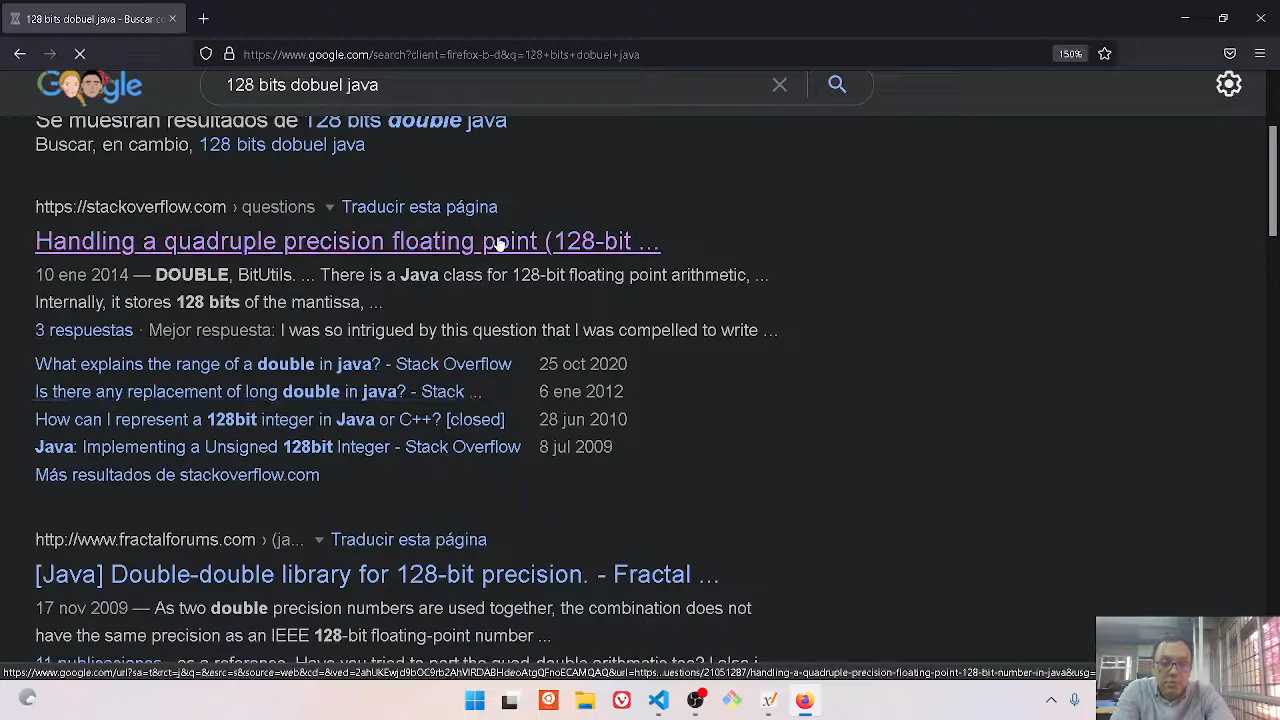 128 bits dobuel java - Buscar co
https://www.google.com/search?client=firefox-b-d&q=128+bits+dobuel+java
150%
Google
128 bits dobuel java
Se muestran resultados de 128 bits double java
Buscar, en cambio, 128 bits dobuel java
https://stackoverflow.com › questions Traducir esta página
Handling a quadruple precision floating point (128-bit ...
10 ene 2014 — DOUBLE, BitUtils. ... There is a Java class for 128-bit floating point arithmetic, ...
Internally, it stores 128 bits of the mantissa, ...
3 respuestas · Mejor respuesta: I was so intrigued by this question that I was compelled to write ...
What explains the range of a double in java? - Stack Overflow 25 oct 2020
Is there any replacement of long double in java? - Stack ... 6 ene 2012
How can I represent a 128bit integer in Java or C++? [closed] 28 jun 2010
Java: Implementing a Unsigned 128bit Integer - Stack Overflow 8 jul 2009
Más resultados de stackoverflow.com
http://www.fractalforums.com › (ja... Traducir esta página
[Java] Double-double library for 128-bit precision. - Fractal ...
17 nov 2009 — As two double precision numbers are used together, the combination does not
have the same precision as an IEEE 128-bit floating-point number ...
11 publicaciones